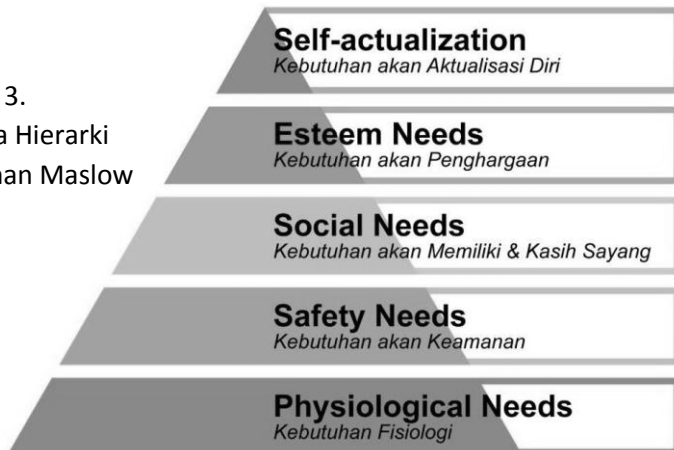 Self-actualization
Kebutuhan akan Aktualisasi Diri
3.
a Hierarki
an Maslow
Esteem Needs
Kebutuhan akan Penghargaan
Social Needs
Kebutuhan akan Memiliki & Kasih Sayang
Safety Needs
Kebutuhan akan Keamanan
Physiological Needs
Kebutuhan Fisiologi